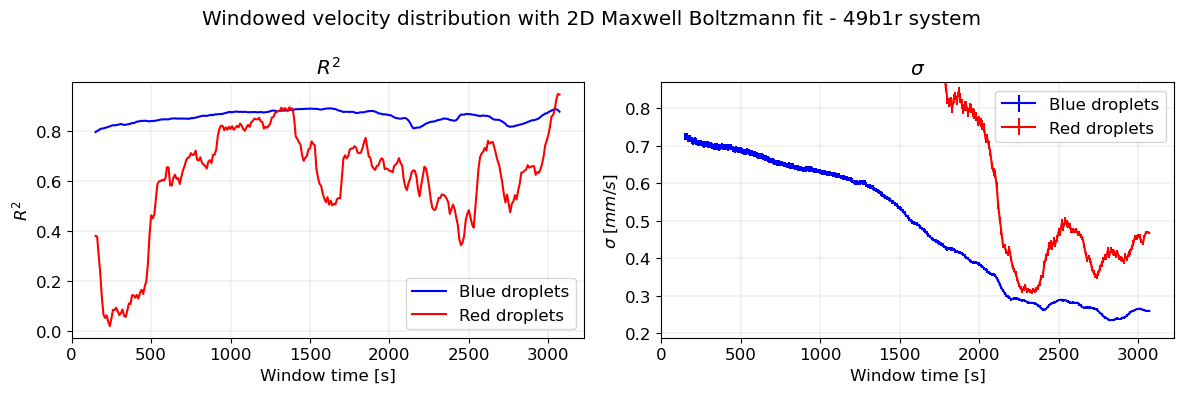 Windowed velocity distribution with 2D Maxwell Boltzmann fit - 49b1r system
R²
R²
0.8
0.6
0.4
0.2
0.0
0 500 1000 1500 2000 2500 3000
Window time [s]
Blue droplets
Red droplets
σ
σ [mm/s]
0.8
0.7
0.6
0.5
0.4
0.3
0.2
0 500 1000 1500 2000 2500 3000
Window time [s]
Blue droplets
Red droplets